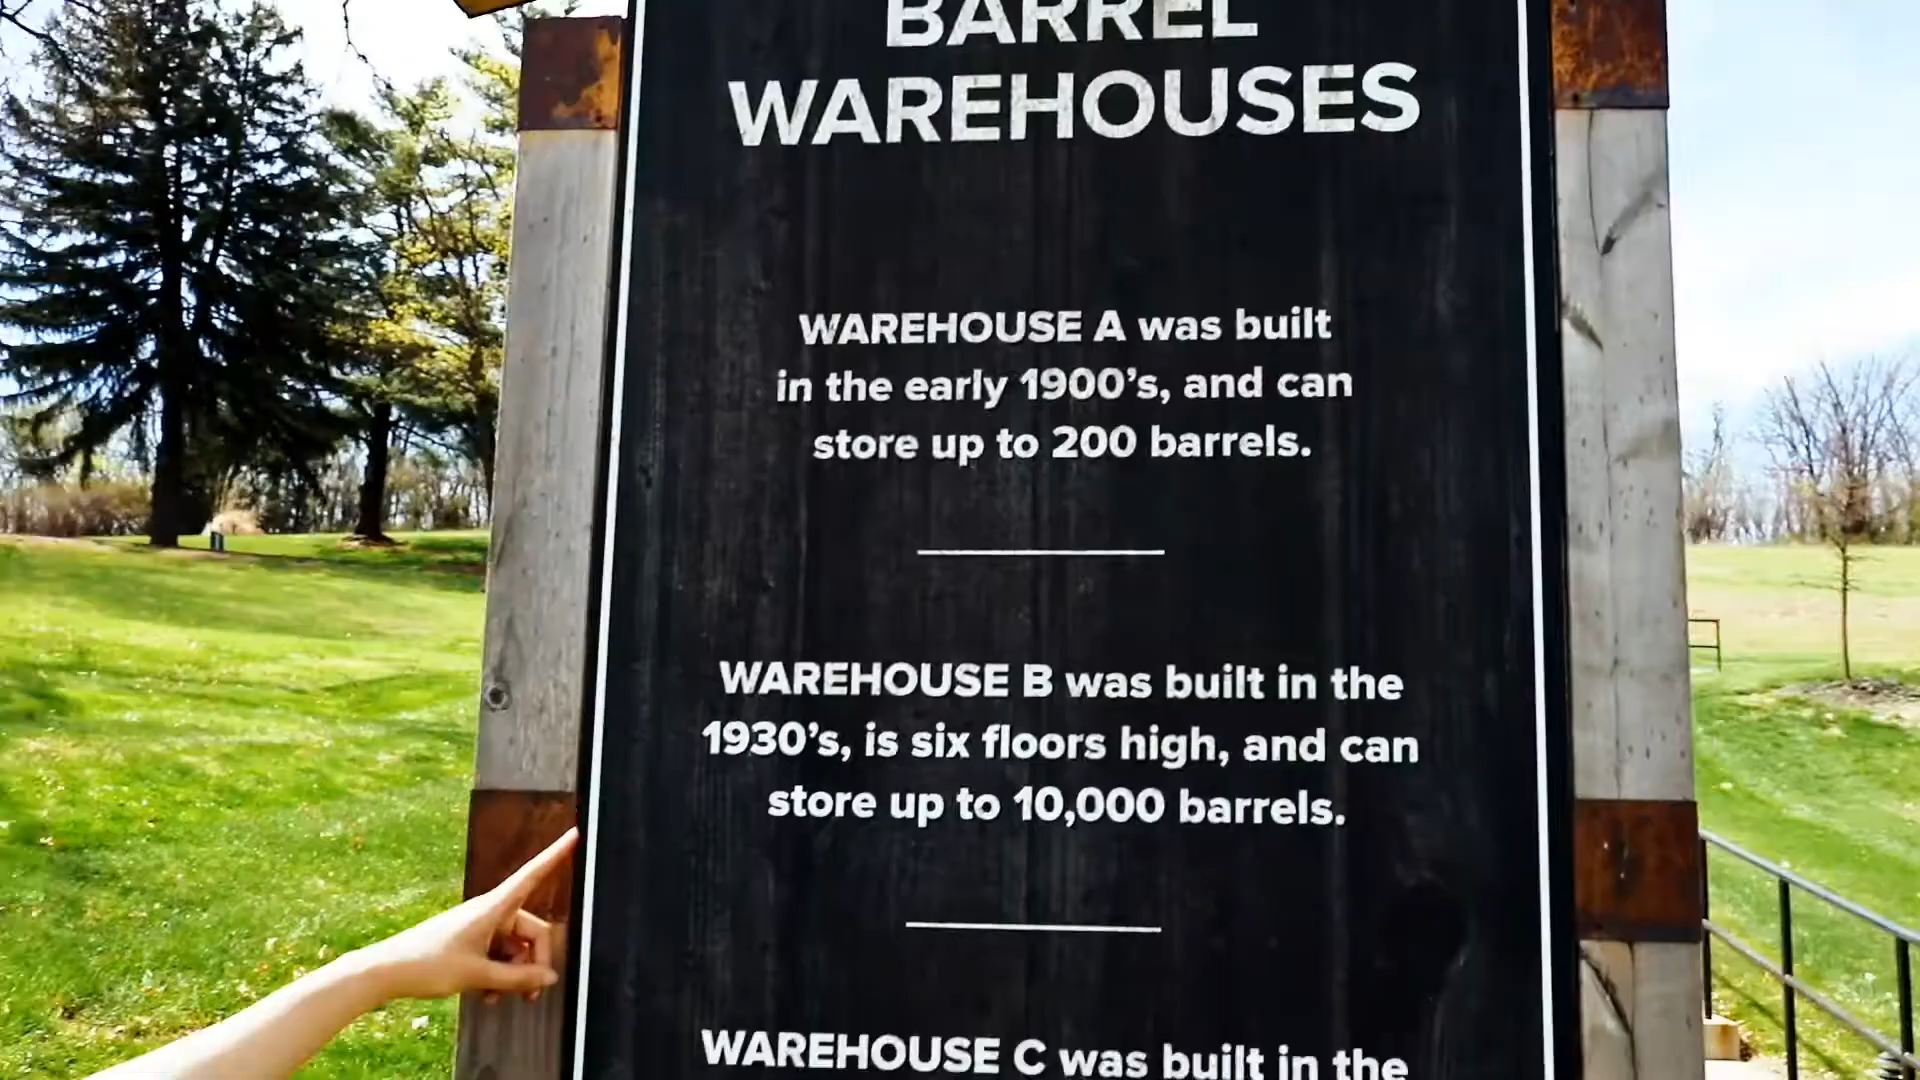 BARREL
WAREHOUSES
WAREHOUSE A was built
in the early 1900's, and can
store up to 200 barrels.
WAREHOUSE B was built in the
1930's, is six floors high, and can
store up to 10,000 barrels.
WAREHOUSE C was built in the